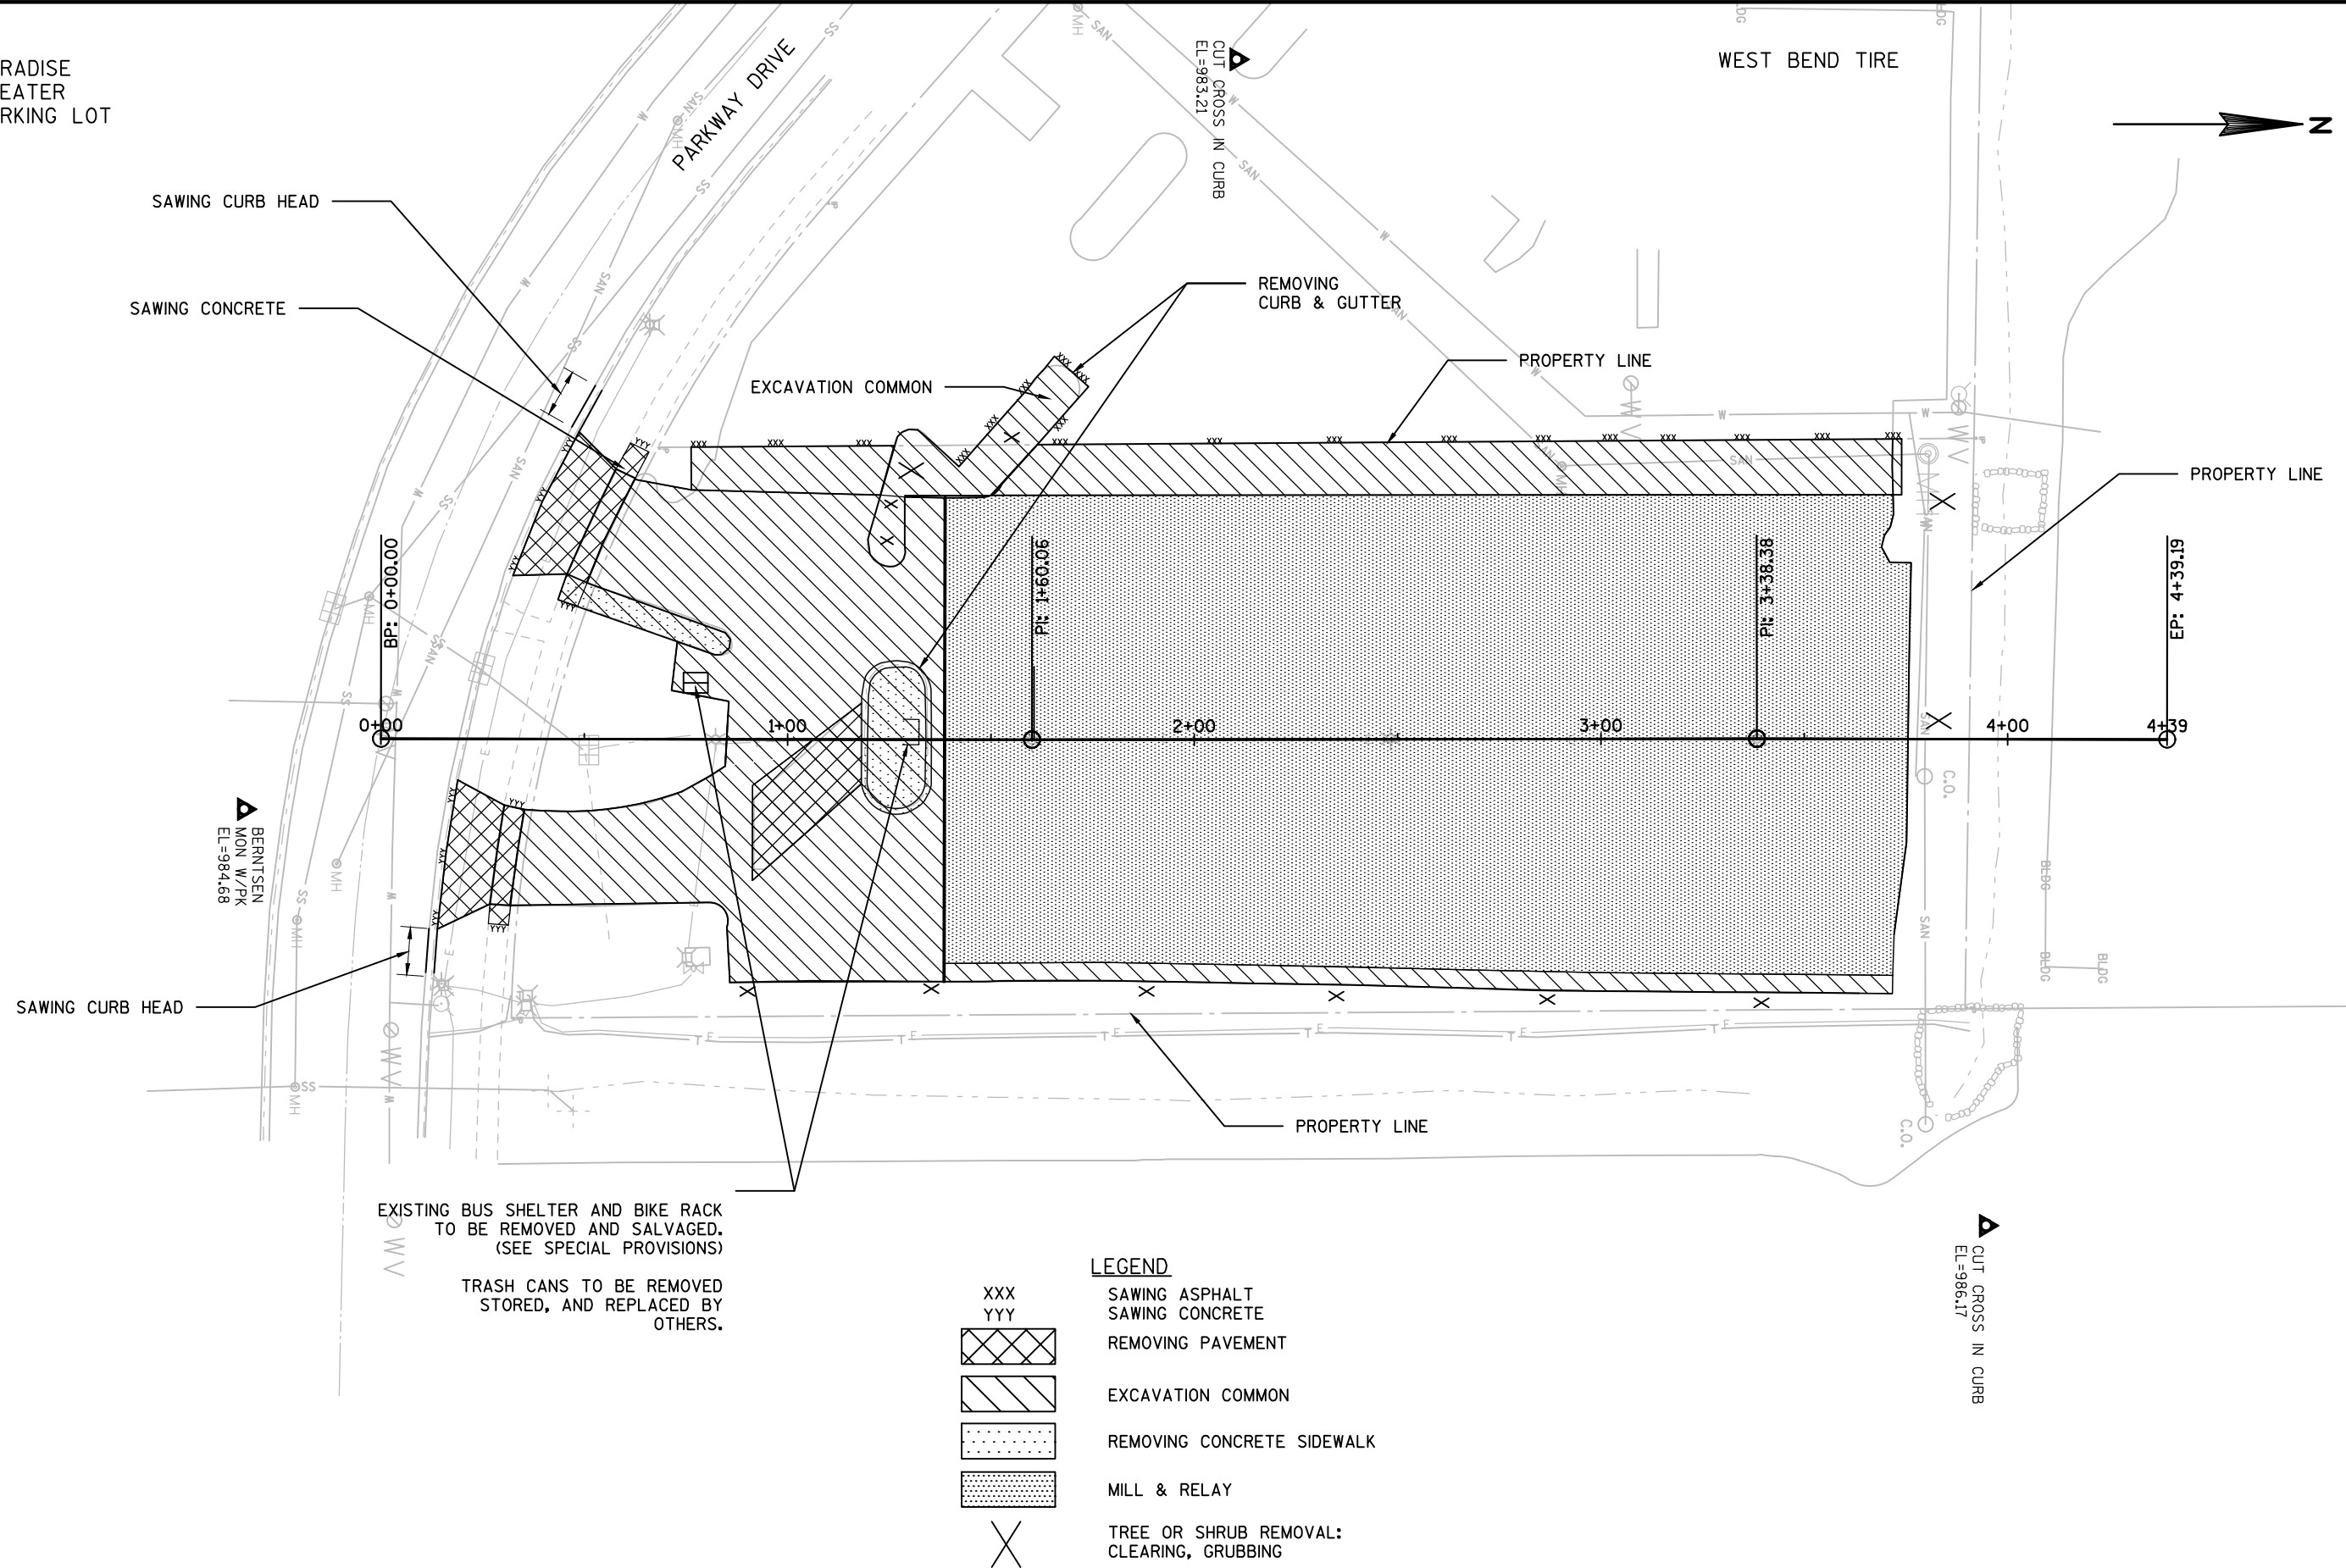 RADISE
EATER
RKING LOT
PARKWAY DRIVE
CUT CROSS IN CURB
EL=983.21
WEST BEND TIRE
N
SAWING CURB HEAD
SAWING CONCRETE
REMOVING
CURB & GUTTER
EXCAVATION COMMON
PROPERTY LINE
PROPERTY LINE
BP: 0+00.00
PI: 1+60.06
PI: 3+38.38
EP: 4+39.19
0+00
1+00
2+00
3+00
4+00
4+39
BERNTSEN
MON W/PK
EL=984.68
SAWING CURB HEAD
PROPERTY LINE
C.O.
C.O.
BLDG
BLDG
BLDG
EXISTING BUS SHELTER AND BIKE RACK
TO BE REMOVED AND SALVAGED.
(SEE SPECIAL PROVISIONS)
TRASH CANS TO BE REMOVED
STORED, AND REPLACED BY
OTHERS.
CUT CROSS IN CURB
EL=986.17
LEGEND
XXX SAWING ASPHALT
YYY SAWING CONCRETE
REMOVING PAVEMENT
EXCAVATION COMMON
REMOVING CONCRETE SIDEWALK
MILL & RELAY
TREE OR SHRUB REMOVAL:
CLEARING, GRUBBING